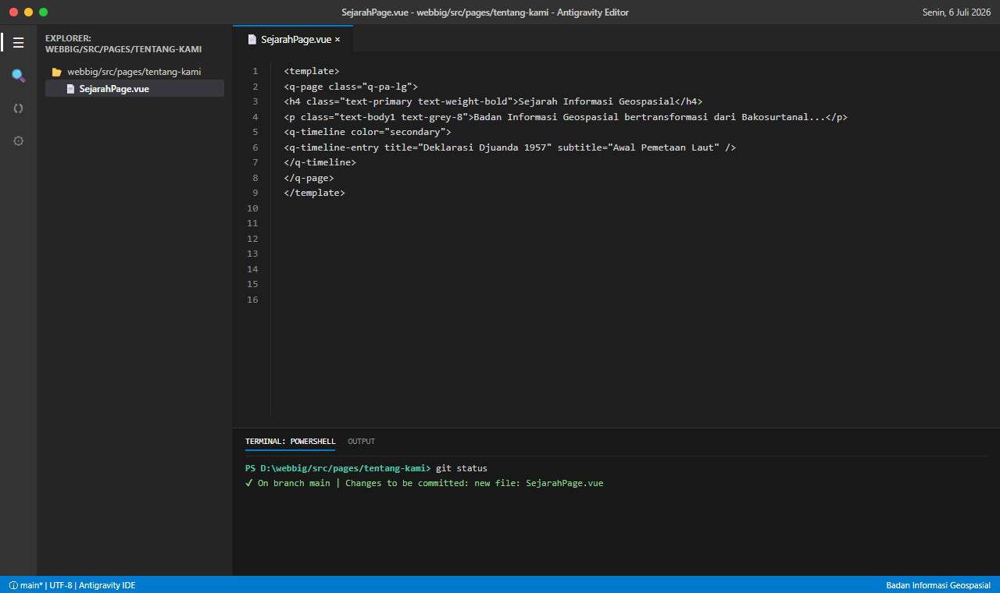 SejarahPage.vue - webbig/src/pages/tentang-kami - Antigravity Editor
Senin, 6 Juli 2026
EXPLORER:
WEBBIG/SRC/PAGES/TENTANG-KAMI
webbig/src/pages/tentang-kami
SejarahPage.vue
SejarahPage.vue ×
1 <template>
2 <q-page class="q-pa-lg">
3 <h4 class="text-primary text-weight-bold">Sejarah Informasi Geospasial</h4>
4 <p class="text-body1 text-grey-8">Badan Informasi Geospasial bertransformasi dari Bakosurtanal...</p>
5 <q-timeline color="secondary">
6 <q-timeline-entry title="Deklarasi Djuanda 1957" subtitle="Awal Pemetaan Laut" />
7 </q-timeline>
8 </q-page>
9 </template>
10
11
12
13
14
15
16
TERMINAL: POWERSHELL OUTPUT
PS D:\webbig/src/pages/tentang-kami> git status
✔ On branch main | Changes to be committed: new file: SejarahPage.vue
ⓘ main* | UTF-8 | Antigravity IDE
Badan Informasi Geospasial